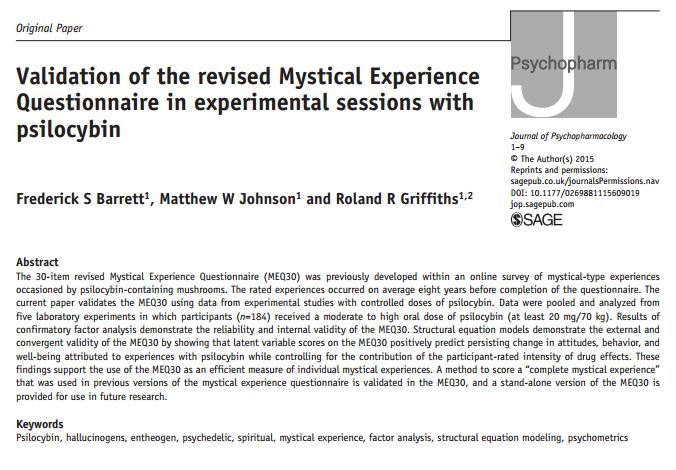 Original Paper
Validation of the revised Mystical Experience
Questionnaire in experimental sessions with
psilocybin
Frederick S Barrett1, Matthew W Johnson1 and Roland R Griffiths1,2
J
Psychopharm
Journal of Psychopharmacology
1–9
© The Author(s) 2015
Reprints and permissions:
sagepub.co.uk/journalsPermissions.nav
DOI: 10.1177/0269881115609019
jop.sagepub.com
SAGE
Abstract
The 30-item revised Mystical Experience Questionnaire (MEQ30) was previously developed within an online survey of mystical-type experiences
occasioned by psilocybin-containing mushrooms. The rated experiences occurred on average eight years before completion of the questionnaire. The
current paper validates the MEQ30 using data from experimental studies with controlled doses of psilocybin. Data were pooled and analyzed from
five laboratory experiments in which participants (n=184) received a moderate to high oral dose of psilocybin (at least 20 mg/70 kg). Results of
confirmatory factor analysis demonstrate the reliability and internal validity of the MEQ30. Structural equation models demonstrate the external and
convergent validity of the MEQ30 by showing that latent variable scores on the MEQ30 positively predict persisting change in attitudes, behavior, and
well-being attributed to experiences with psilocybin while controlling for the contribution of the participant-rated intensity of drug effects. These
findings support the use of the MEQ30 as an efficient measure of individual mystical experiences. A method to score a “complete mystical experience”
that was used in previous versions of the mystical experience questionnaire is validated in the MEQ30, and a stand-alone version of the MEQ30 is
provided for use in future research.
Keywords
Psilocybin, hallucinogens, entheogen, psychedelic, spiritual, mystical experience, factor analysis, structural equation modeling, psychometrics